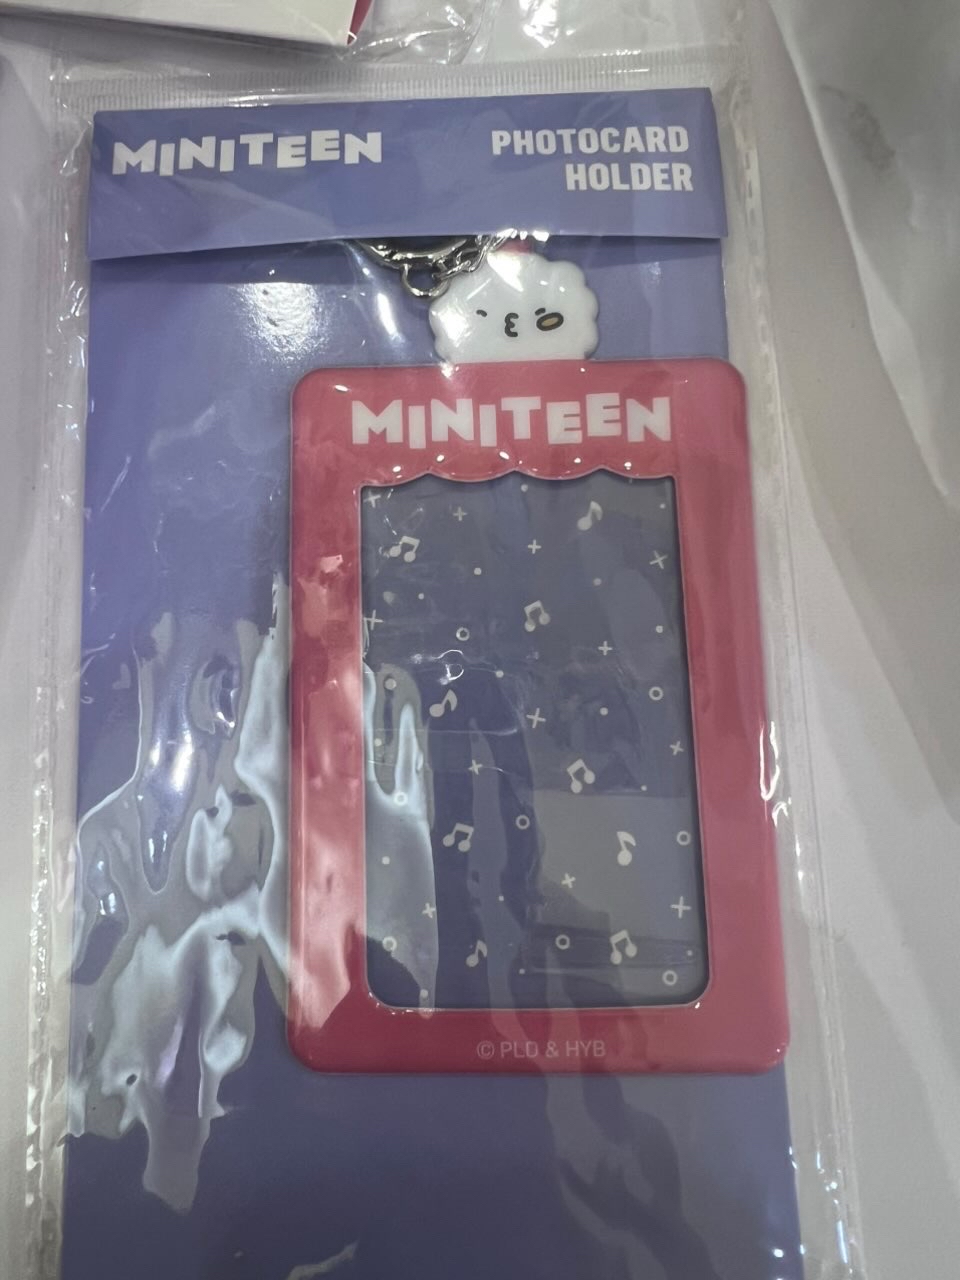 MINITEEN
PHOTOCARD
HOLDER
MINITEEN
© PLD & HYB